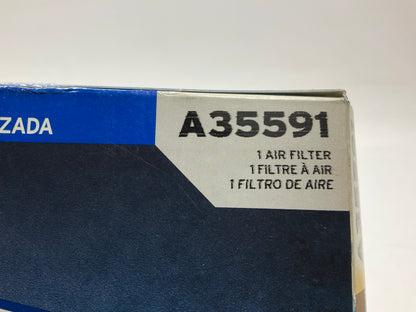 ZADA
A35591
1 AIR FILTER
1 FILTRE À AIR
1 FILTRO DE AIRE